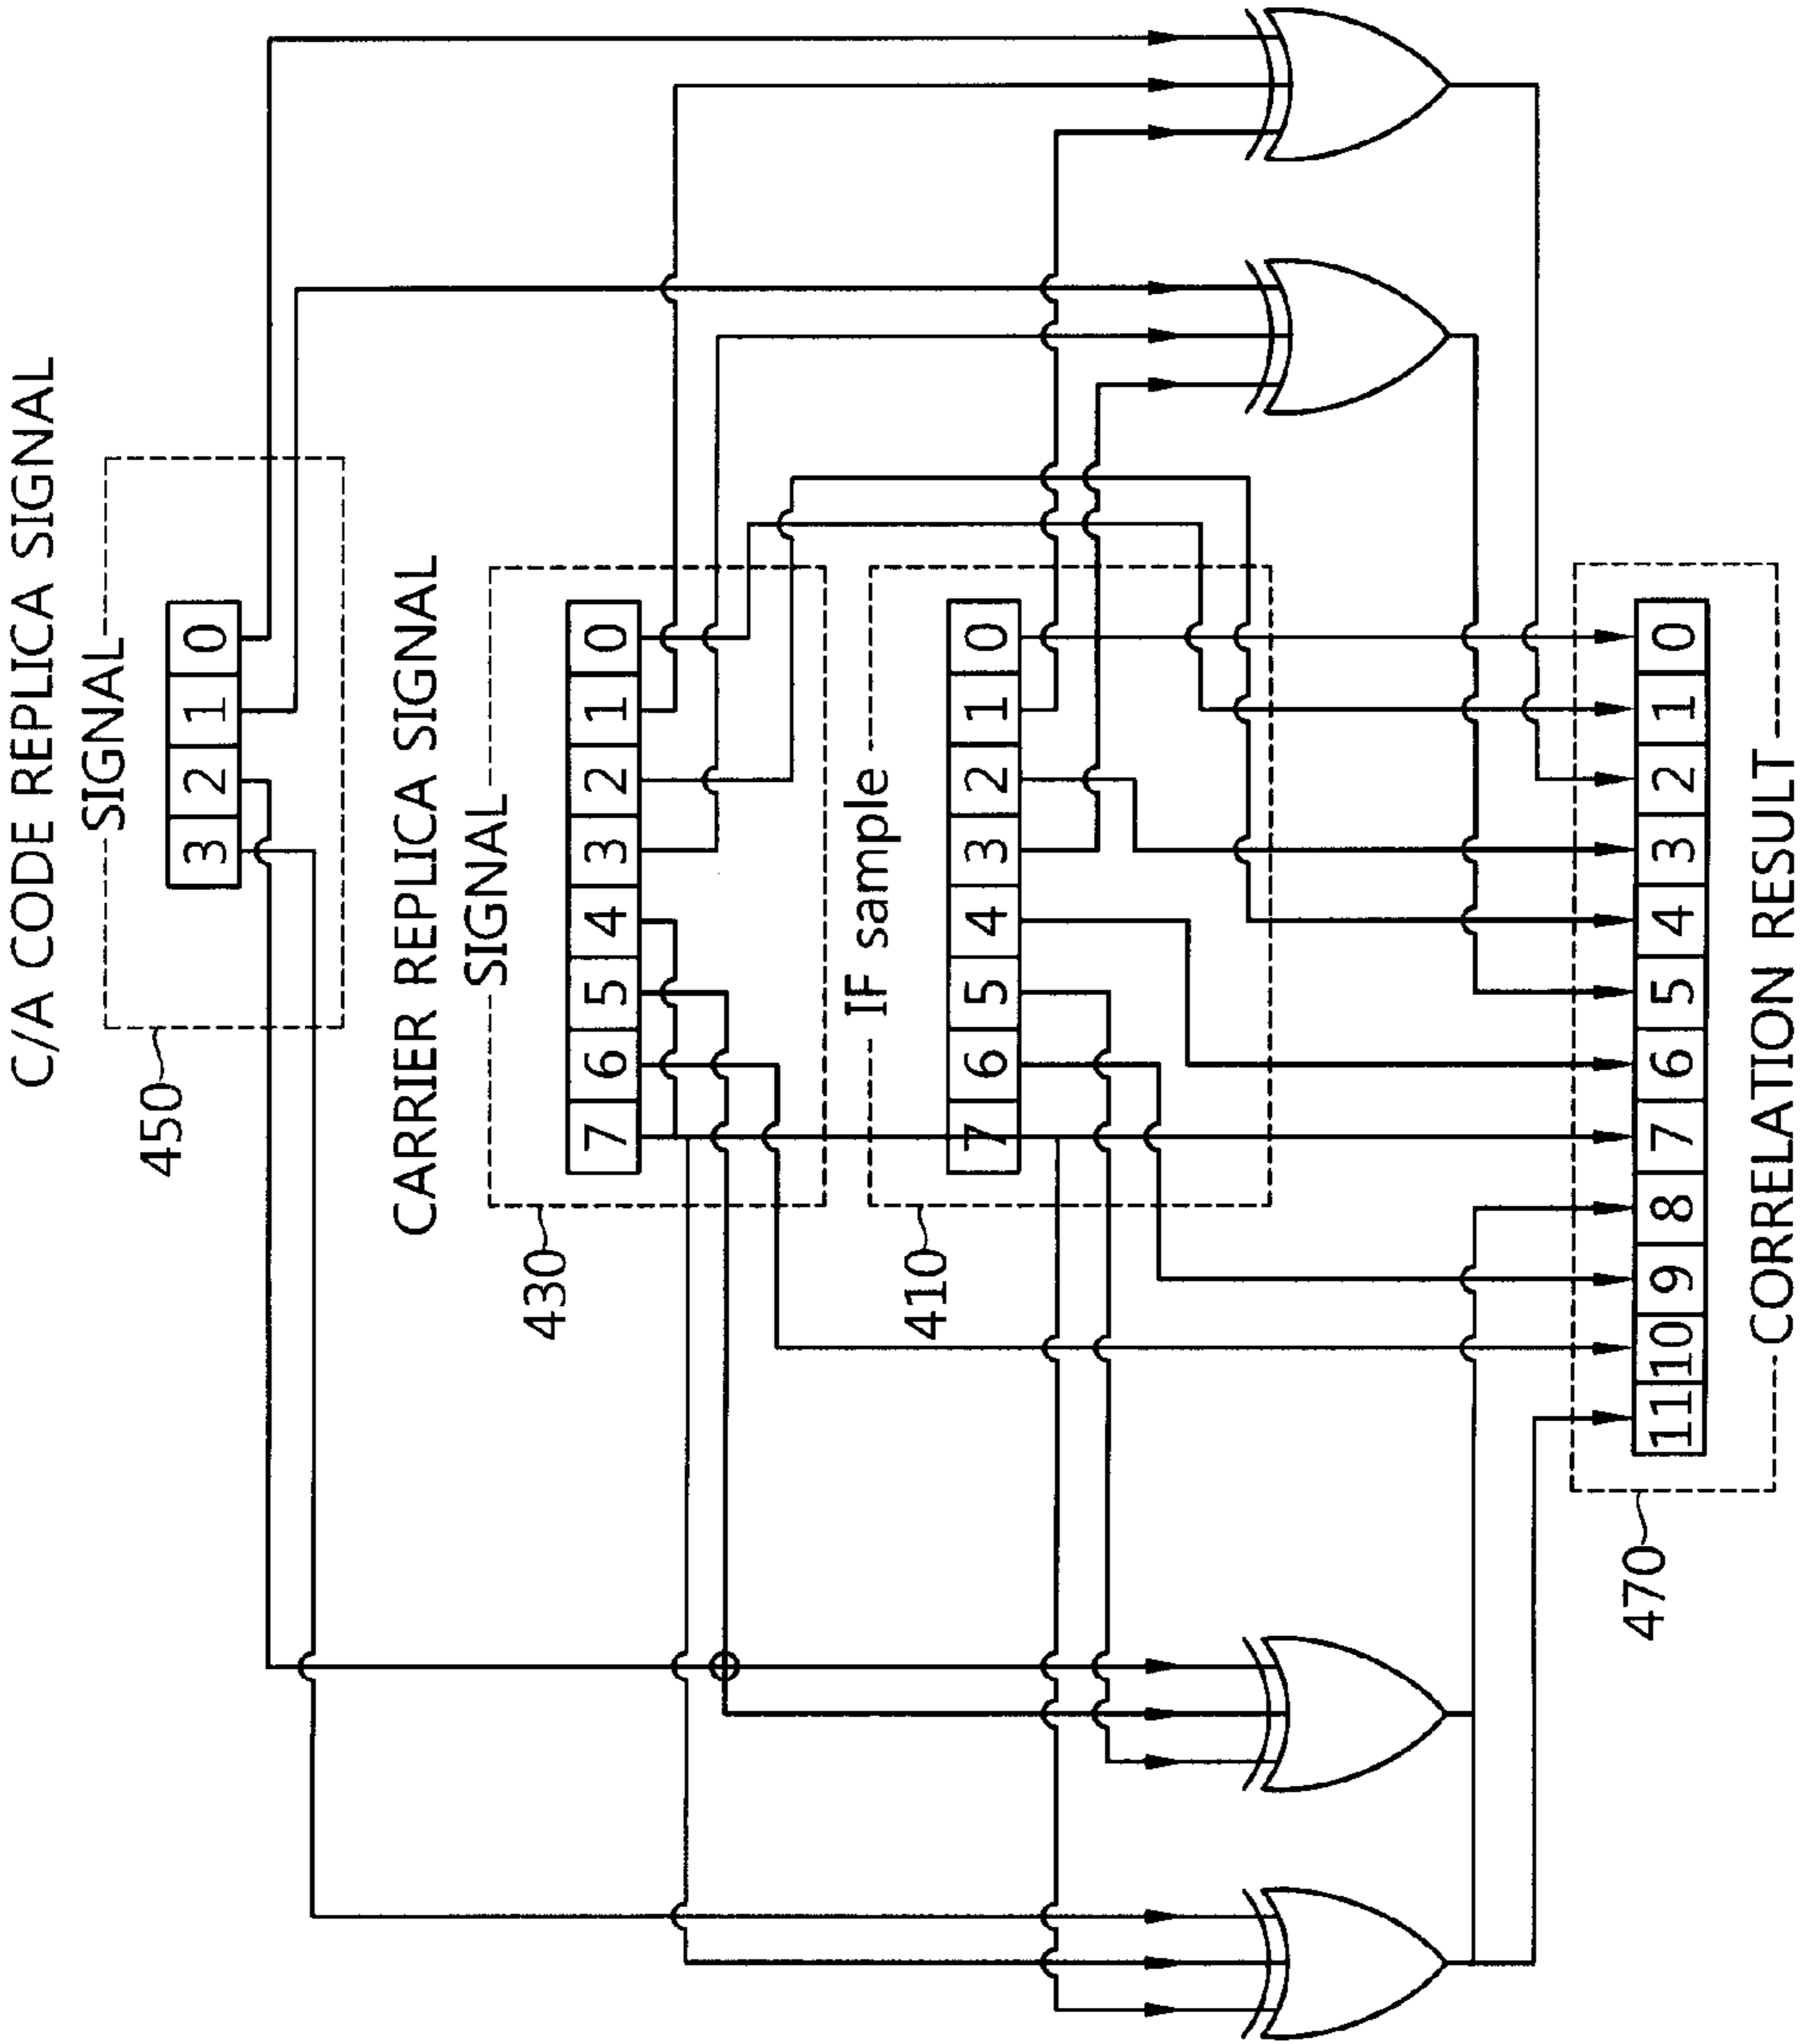 C/A CODE REPLICA SIGNAL
SIGNAL
3 2 1 0
450
CARRIER REPLICA SIGNAL
SIGNAL
7 6 5 4 3 2 1 0
430
IF sample
7 6 5 4 3 2 1 0
410
11 10 9 8 7 6 5 4 3 2 1 0
470
CORRELATION RESULT